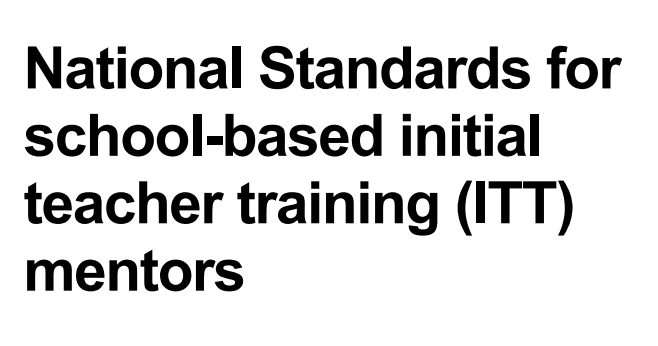 National Standards for
school-based initial
teacher training (ITT)
mentors